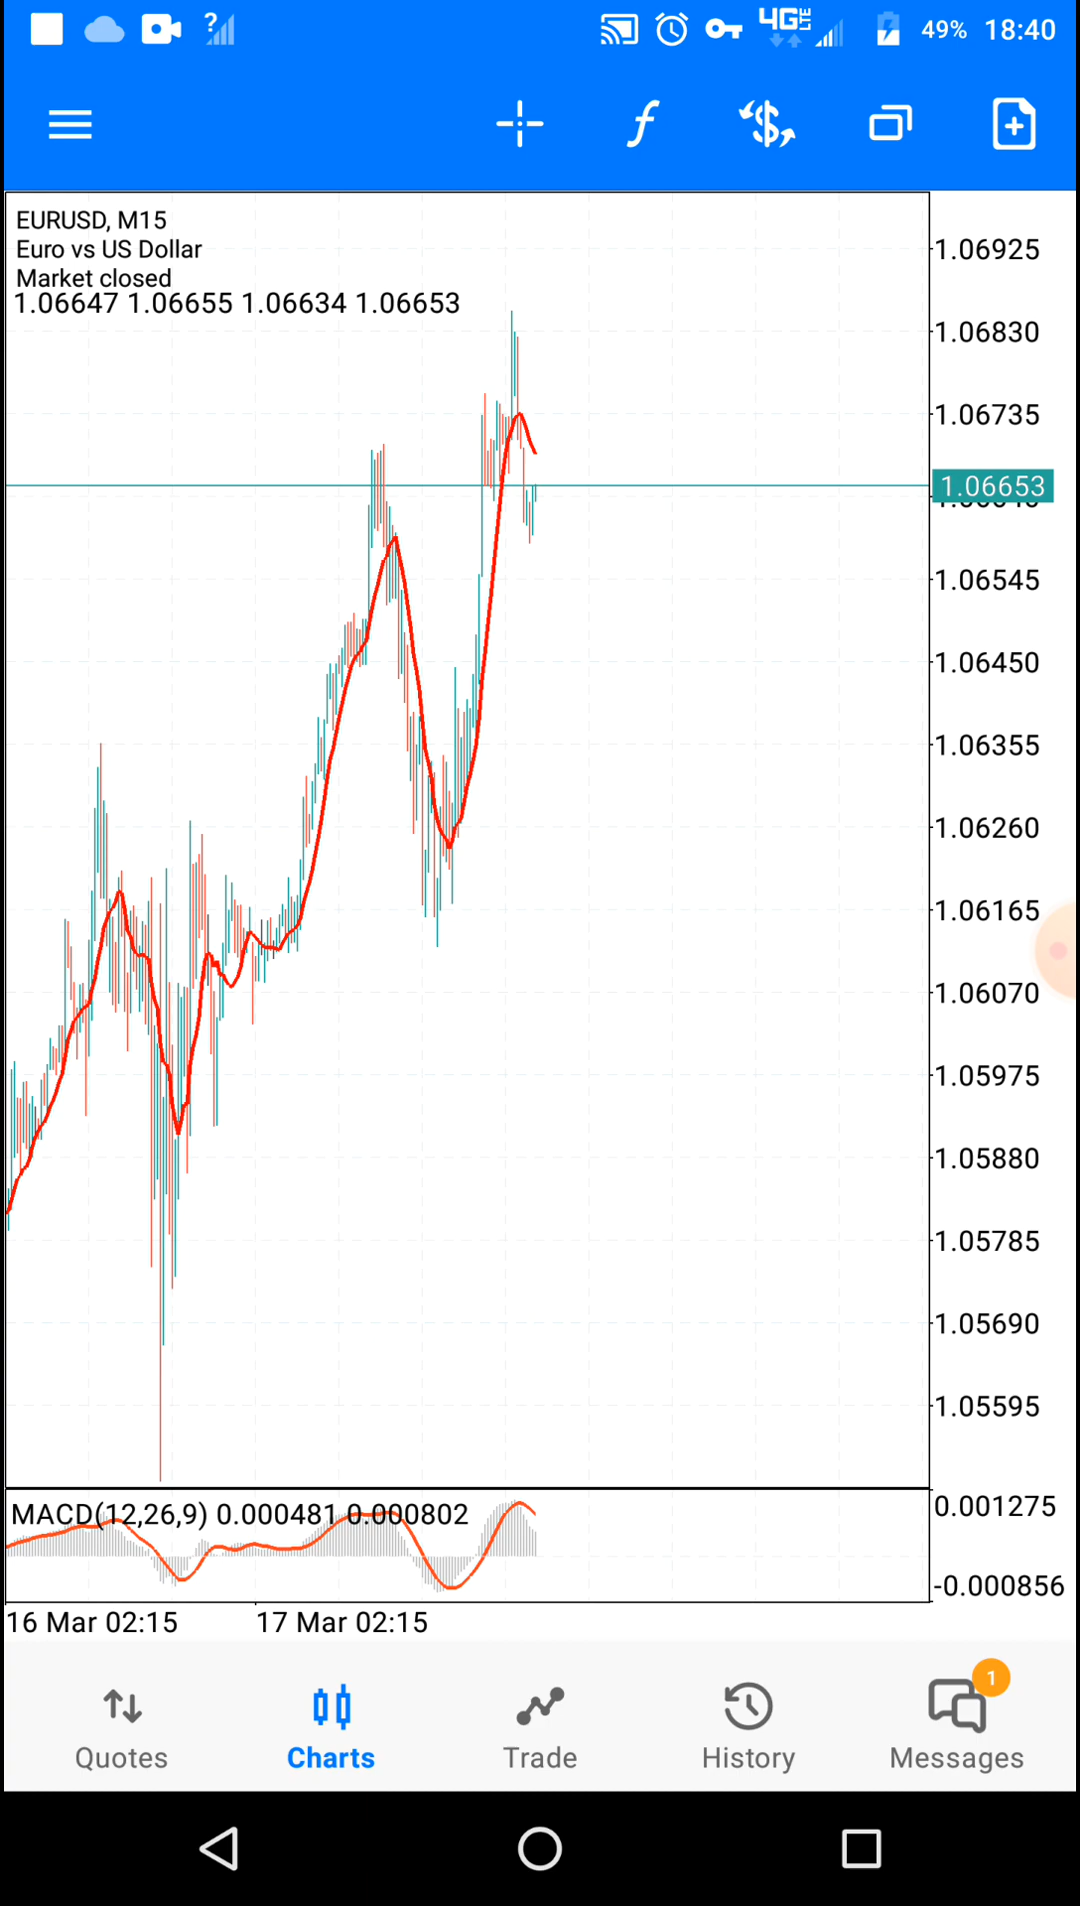 ? 4G LTE 49% 18:40
EURUSD, M15
Euro vs US Dollar
Market closed
1.06647 1.06655 1.06634 1.06653
1.06925
1.06830
1.06735
1.06653
1.06545
1.06450
1.06355
1.06260
1.06165
1.06070
1.05975
1.05880
1.05785
1.05690
1.05595
MACD(12,26,9) 0.000481 0.000802
0.001275
-0.000856
16 Mar 02:15 17 Mar 02:15
1
Quotes Charts Trade History Messages